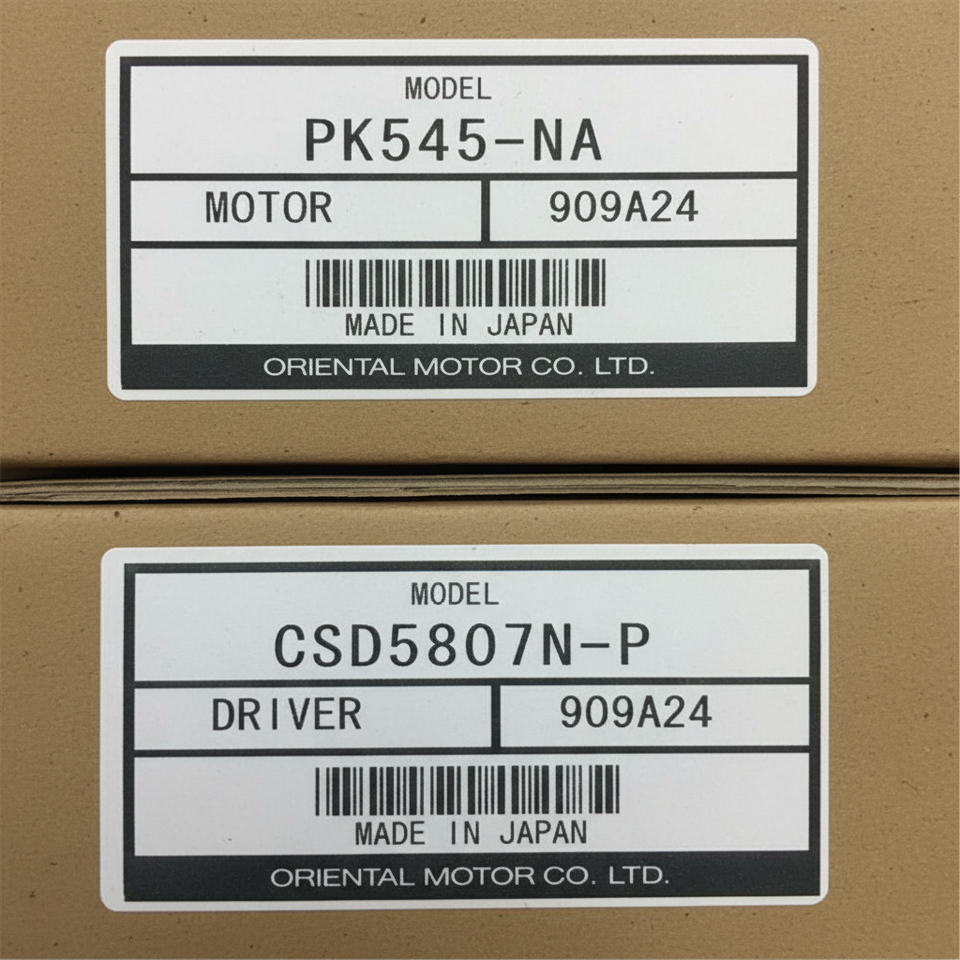 MODEL
PK545-NA
MOTOR 909A24
MADE IN JAPAN
ORIENTAL MOTOR CO. LTD.
MODEL
CSD5807N-P
DRIVER 909A24
MADE IN JAPAN
ORIENTAL MOTOR CO. LTD.